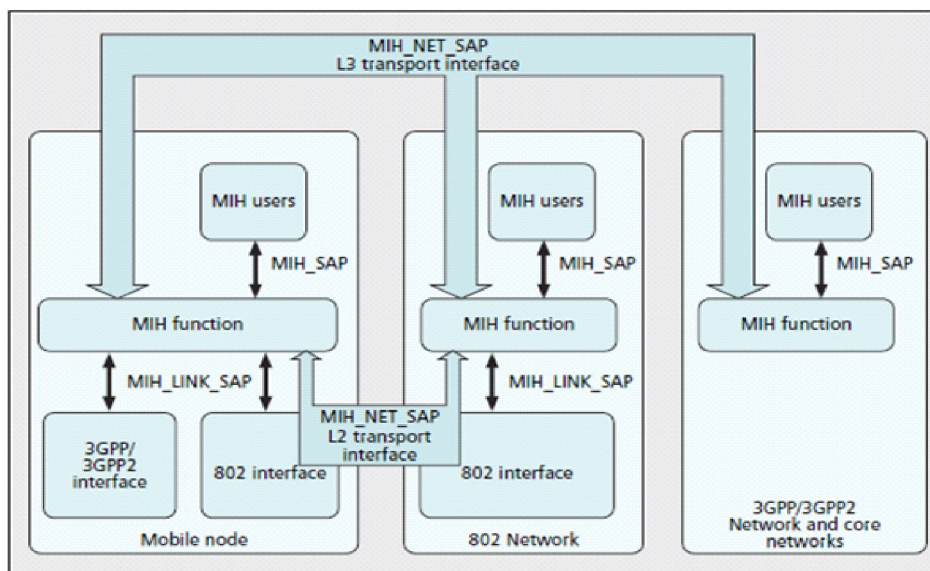 MIH_NET_SAP
L3 transport interface
MIH users
MIH users
MIH users
MIH_SAP
MIH_SAP
MIH_SAP
MIH function
MIH function
MIH function
MIH_LINK_SAP
MIH_LINK_SAP
MIH_NET_SAP
L2 transport
interface
3GPP/
3GPP2
interface
802 interface
802 interface
Mobile node
802 Network
3GPP/3GPP2
Network and core
networks